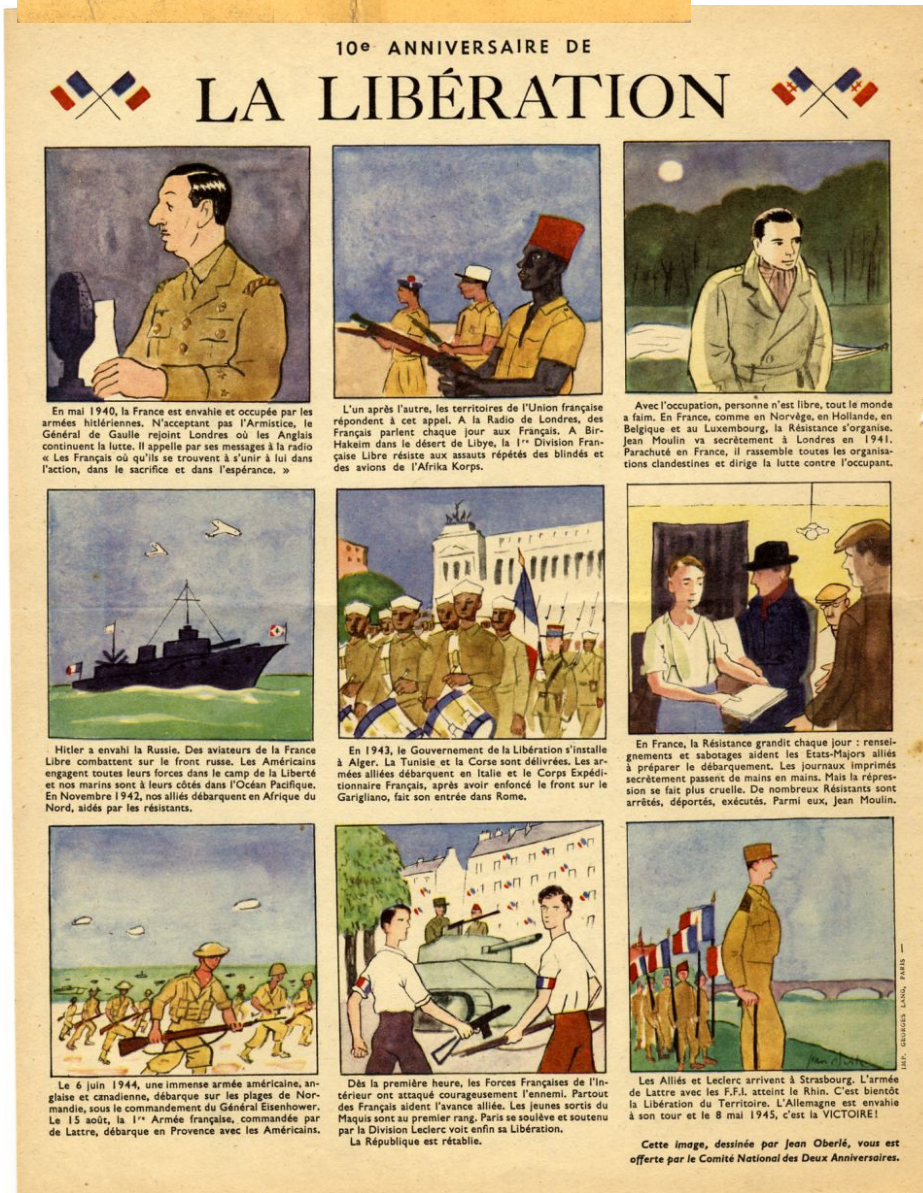 10e ANNIVERSAIRE DE
LA LIBÉRATION
En mai 1940, la France est envahie et occupée par les
armées hitlériennes. N'acceptant pas l'Armistice, le
Général de Gaulle rejoint Londres où les Anglais
continuent la lutte. Il appelle par ses messages à la radio
« Les Français où qu'ils se trouvent à s'unir à lui dans
l'action, dans le sacrifice et dans l'espérance. »
L'un après l'autre, les territoires de l'Union française
répondent à cet appel. A la Radio de Londres, des
Français parlent chaque jour aux Français. A Bir-
Hakeim dans le désert de Libye, la 1re Division Fran-
çaise Libre résiste aux assauts répétés des blindés et
des avions de l'Afrika Korps.
Avec l'occupation, personne n'est libre, tout le monde
a faim. En France, comme en Norvège, en Hollande, en
Belgique et au Luxembourg, la Résistance s'organise.
Jean Moulin va secrètement à Londres en 1941.
Parachuté en France, il rassemble toutes les organisa-
tions clandestines et dirige la lutte contre l'occupant.
Hitler a envahi la Russie. Des aviateurs de la France
Libre combattent sur le front russe. Les Américains
engagent toutes leurs forces dans le camp de la Liberté
et nos marins sont à leurs côtés dans l'Océan Pacifique.
En Novembre 1942, nos alliés débarquent en Afrique du
Nord, aidés par les résistants.
En 1943, le Gouvernement de la Libération s'installe
à Alger. La Tunisie et la Corse sont délivrées. Les ar-
mées alliées débarquent en Italie et le Corps Expédi-
tionnaire Français, après avoir enfoncé le front sur le
Garigliano, fait son entrée dans Rome.
En France, la Résistance grandit chaque jour : rensei-
gnements et sabotages aident les Etats-Majors alliés
à préparer le débarquement. Les journaux imprimés
secrètement passent de mains en mains. Mais la répres-
sion se fait plus cruelle. De nombreux Résistants sont
arrêtés, déportés, exécutés. Parmi eux, Jean Moulin.
Le 6 juin 1944, une immense armée américaine, an-
glaise et canadienne, débarque sur les plages de Nor-
mandie, sous le commandement du Général Eisenhower.
Le 15 août, la 1re Armée française, commandée par
de Lattre, débarque en Provence avec les Américains.
Dès la première heure, les Forces Françaises de l'In-
térieur ont attaqué courageusement l'ennemi. Partout
des Français aident l'avance alliée. Les jeunes sortis du
Maquis sont au premier rang. Paris se soulève et soutenu
par la Division Leclerc voit enfin sa Libération.
La République est rétablie.
Les Alliés et Leclerc arrivent à Strasbourg. L'armée
de Lattre avec les F.F.I. atteint le Rhin. C'est bientôt
la Libération du Territoire. L'Allemagne est envahie
à son tour et le 8 mai 1945, c'est la VICTOIRE!
Cette image, dessinée par Jean Oberlé, vous est
offerte par le Comité National des Deux Anniversaires.
IMP. GEORGES LANG, PARIS —